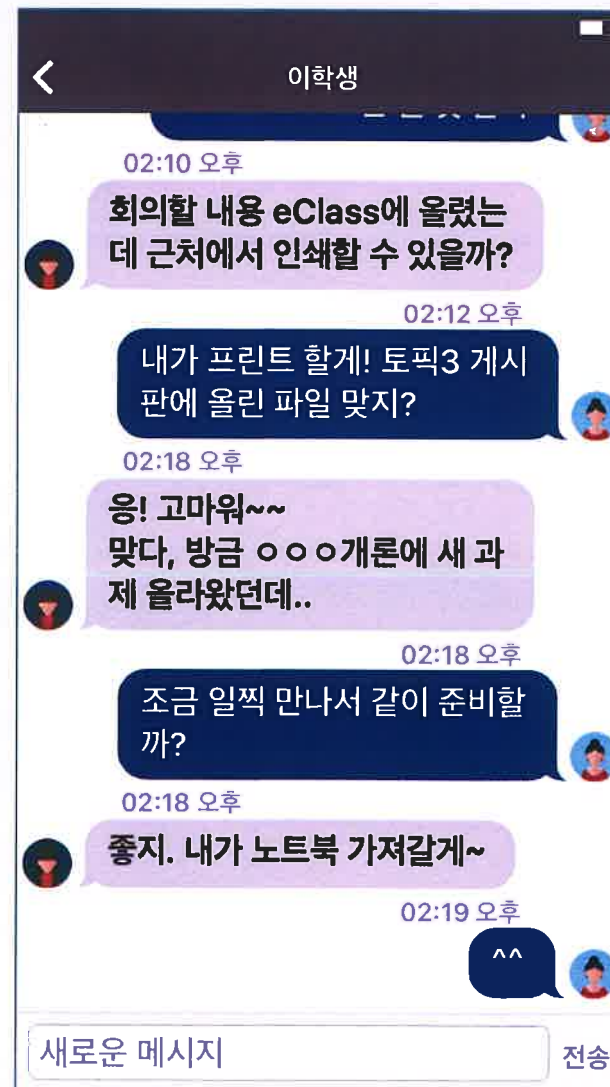 이학생
02:10 오후
회의할 내용 eClass에 올렸는
데 근처에서 인쇄할 수 있을까?
02:12 오후
내가 프린트 할게! 토픽3 게시
판에 올린 파일 맞지?
02:18 오후
응! 고마워~~
맞다, 방금 ㅇㅇㅇ개론에 새 과
제 올라왔던데..
02:18 오후
조금 일찍 만나서 같이 준비할
까?
02:18 오후
좋지. 내가 노트북 가져갈게~
02:19 오후
^^
새로운 메시지
전송